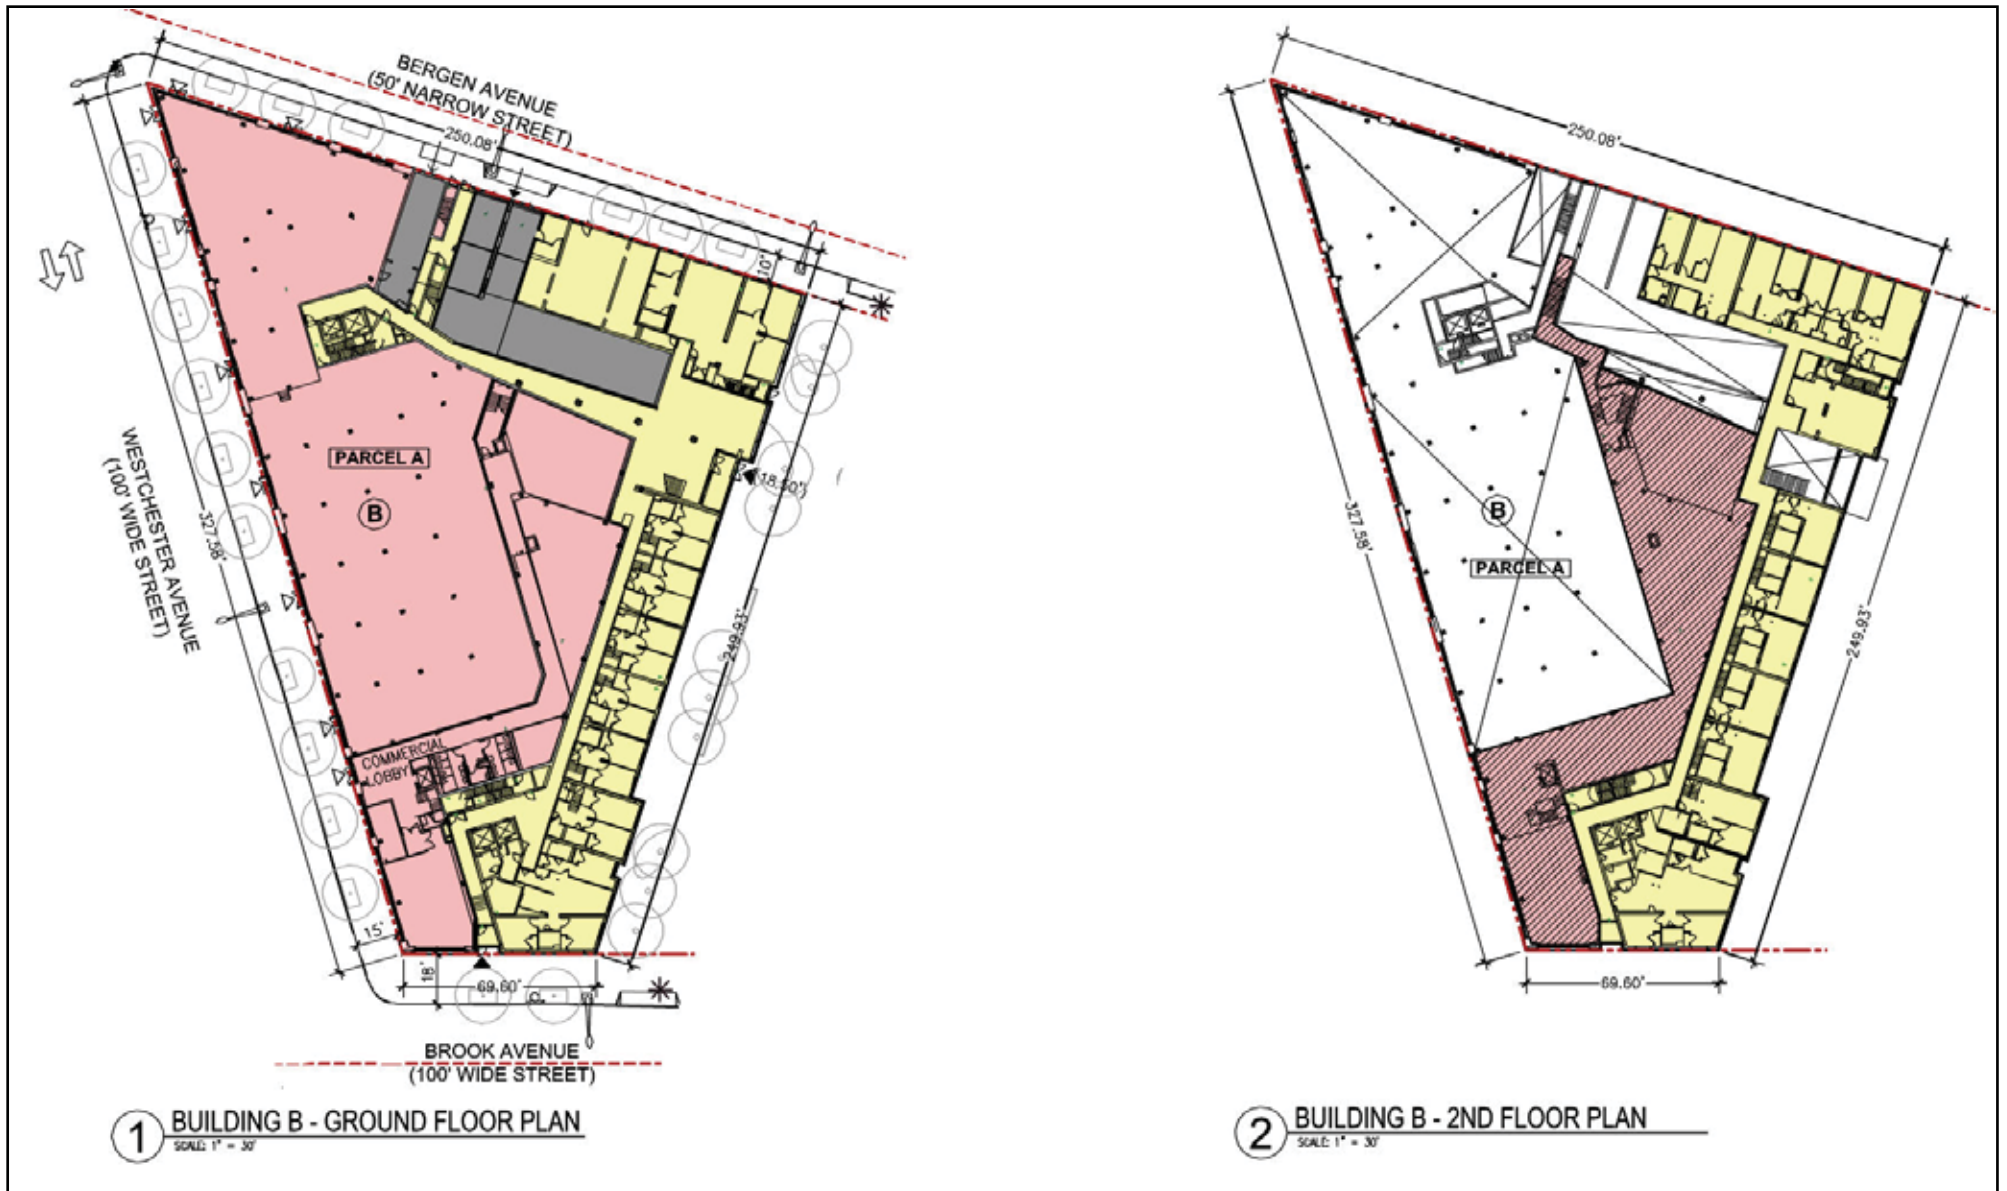 BERGEN AVENUE
(50' NARROW STREET)
250.08'
10'
PARCEL A
B
WESTCHESTER AVENUE
(100' WIDE STREET)
327.58'
(18.50')
249.93'
COMMERCIAL
LOBBY
15'
18'
69.60'
BROOK AVENUE
(100' WIDE STREET)
1
BUILDING B - GROUND FLOOR PLAN
SCALE: 1" = 30'
250.08'
B
PARCEL A
327.58'
249.93'
69.60'
2
BUILDING B - 2ND FLOOR PLAN
SCALE: 1" = 30'